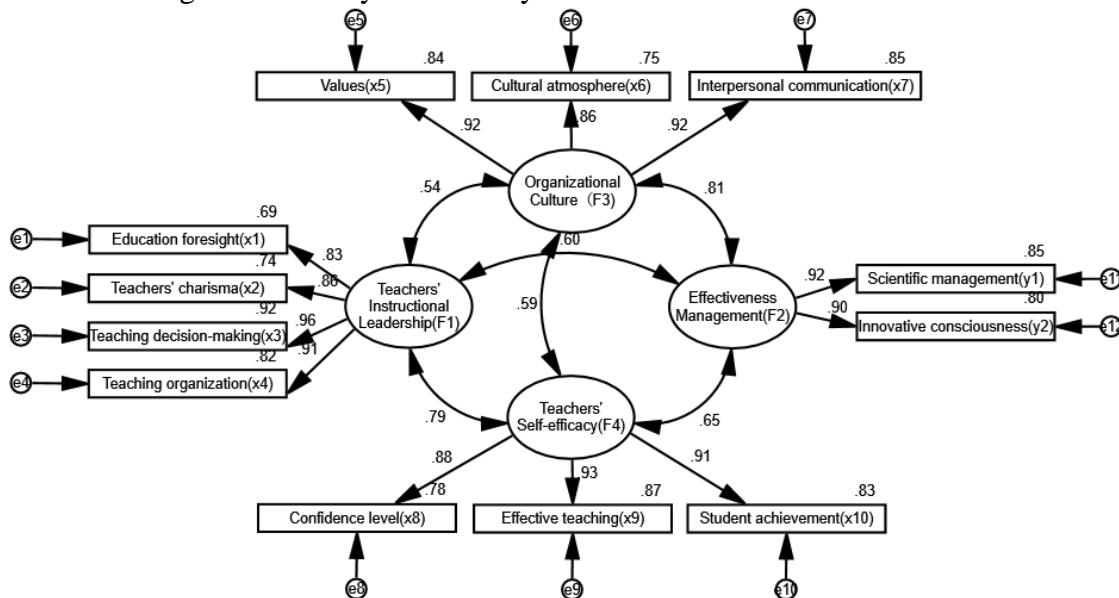 e5
e6
e7
.84
.75
.85
Values(x5)
Cultural atmosphere(x6)
Interpersonal communication(x7)
.92
.86
.92
Organizational
Culture (F3)
.54
.81
.69
e1
Education foresight(x1)
.83
.60
.74
e2
Teachers' charisma(x2)
.86
.92
e3
Teaching decision-making(x3)
.96
.82
e4
Teaching organization(x4)
.91
Teachers'
Instructional
Leadership(F1)
.59
Effectiveness
Management(F2)
.85
.92
Scientific management(y1)
e11
.80
.90
Innovative consciousness(y2)
e12
.79
Teachers'
Self-efficacy(F4)
.65
.88
.93
.91
.78
.87
.83
Confidence level(x8)
Effective teaching(x9)
Student achievement(x10)
e8
e9
e10